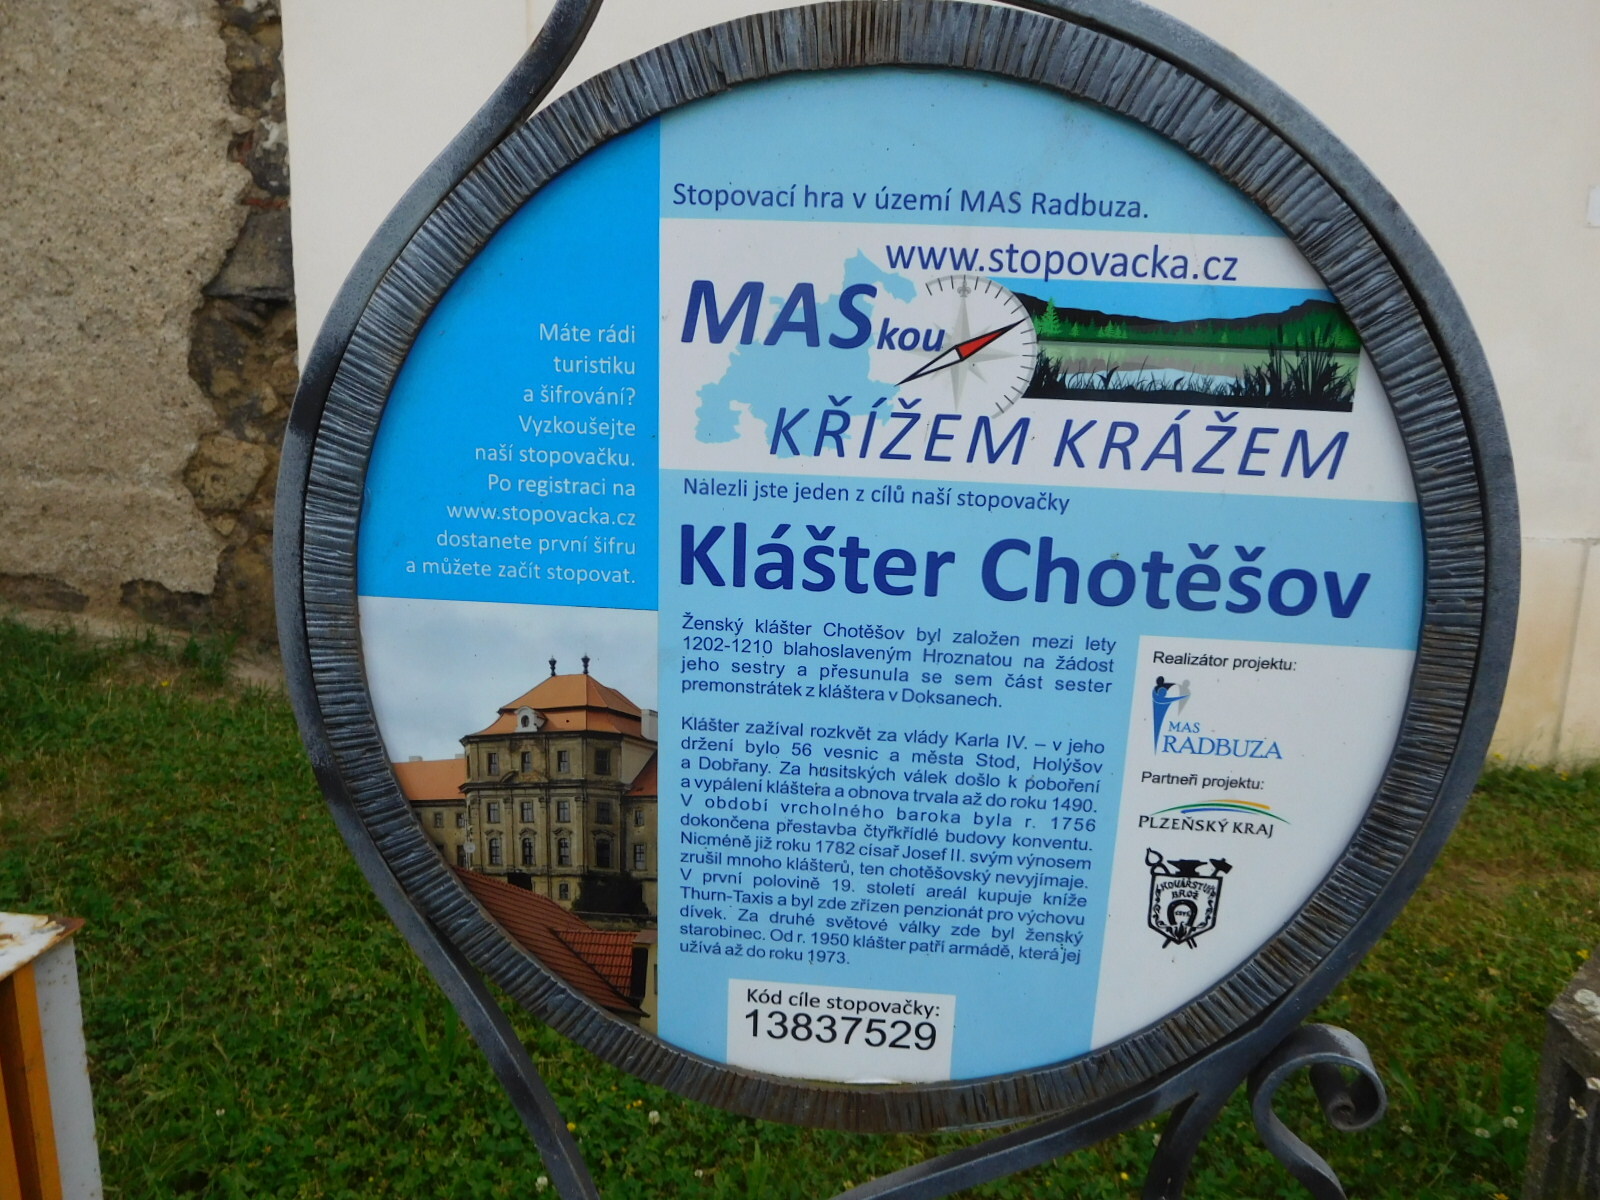 Stopovací hra v území MAS Radbuza.
www.stopovacka.cz
MASkou
KŘÍŽEM KRÁŽEM
Máte rádi
turistiku
a šifrování?
Vyzkoušejte
naší stopovačku.
Po registraci na
www.stopovacka.cz
dostanete první šifru
a můžete začít stopovat.
Nalezli jste jeden z cílů naší stopovačky
Klášter Chotěšov
Ženský klášter Chotěšov byl založen mezi lety
1202-1210 blahoslaveným Hroznatou na žádost
jeho sestry a přesunula se sem část sester
premonstrátek z kláštera v Doksanech.
Klášter zažíval rozkvět za vlády Karla IV. – v jeho
držení bylo 56 vesnic a města Stod, Holýšov
a Dobřany. Za husitských válek došlo k poboření
a vypálení kláštera a obnova trvala až do roku 1490.
V období vrcholného baroka byla r. 1756
dokončena přestavba čtyřkřídlé budovy konventu.
Nicméně již roku 1782 císař Josef II. svým výnosem
zrušil mnoho klášterů, ten chotěšovský nevyjímaje.
V první polovině 19. století areál kupuje kníže
Thurn-Taxis a byl zde zřízen penzionát pro výchovu
dívek. Za druhé světové války zde byl ženský
starobinec. Od r. 1950 klášter patří armádě, která jej
užívá až do roku 1973.
Realizátor projektu:
MAS
RADBUZA
Partneři projektu:
PLZEŇSKÝ KRAJ
KOVÁŘSTVÍ
BROŽ
Kód cíle stopovačky:
13837529